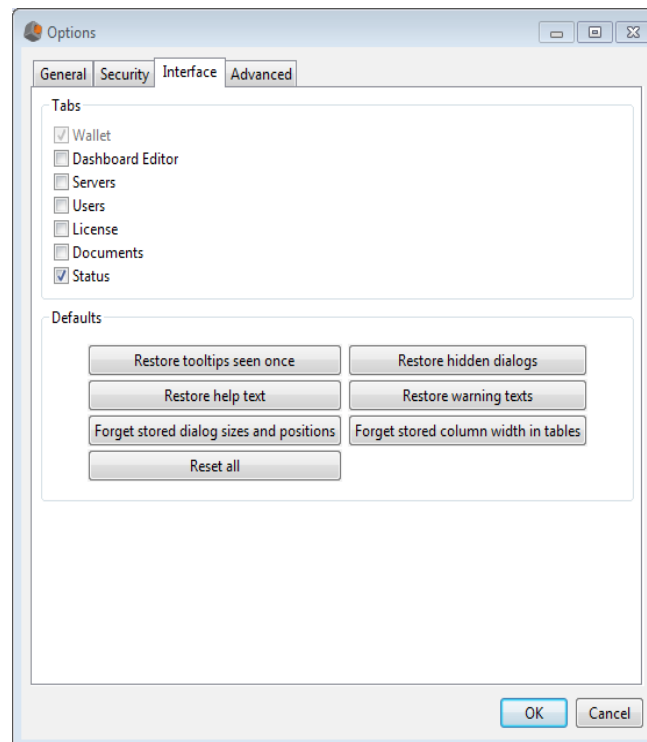 Options
General Security Interface Advanced
Tabs
Wallet
Dashboard Editor
Servers
Users
License
Documents
Status
Defaults
Restore tooltips seen once Restore hidden dialogs
Restore help text Restore warning texts
Forget stored dialog sizes and positions Forget stored column width in tables
Reset all
OK Cancel